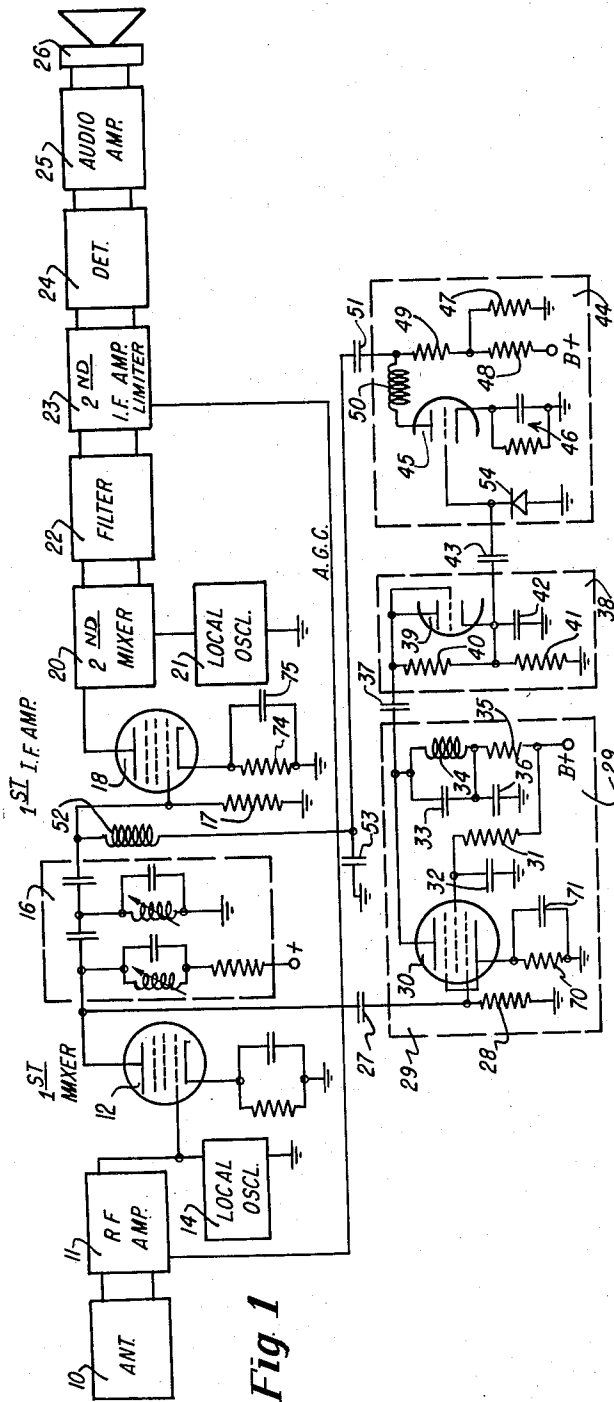 10
ANT.
11
RF
AMP.
14
LOCAL
OSCL.
12
1ST
MIXER
16
52
17
1ST I.F. AMP.
18
74
75
20
2ND
MIXER
21
LOCAL
OSCL.
22
FILTER
23
2ND
I.F. AMP.
LIMITER
24
DET.
25
AUDIO
AMP.
26
+
A.G.C.
53
27
28
29
30
70
71
32
31
33
34
36
35
B+
29
37
38
39
40
41
42
43
44
45
46
54
50
49
51
47
48
B+
Fig 1